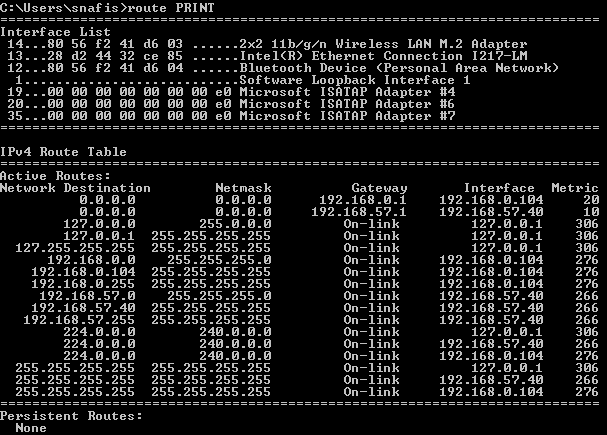 C:\Users\snafis>route PRINT
===========================================================================
Interface List
 14...80 56 f2 41 d6 03 ......2x2 11b/g/n Wireless LAN M.2 Adapter
 13...28 d2 44 32 ce 85 ......Intel(R) Ethernet Connection I217-LM
 12...80 56 f2 41 d6 04 ......Bluetooth Device (Personal Area Network)
  1...........................Software Loopback Interface 1
 19...00 00 00 00 00 00 00 e0 Microsoft ISATAP Adapter #4
 20...00 00 00 00 00 00 00 e0 Microsoft ISATAP Adapter #6
 35...00 00 00 00 00 00 00 e0 Microsoft ISATAP Adapter #7
===========================================================================
IPv4 Route Table
===========================================================================
Active Routes:
Network Destination        Netmask          Gateway       Interface  Metric
          0.0.0.0          0.0.0.0      192.168.0.1    192.168.0.104     20
          0.0.0.0          0.0.0.0     192.168.57.1    192.168.57.40     10
        127.0.0.0        255.0.0.0         On-link         127.0.0.1    306
        127.0.0.1  255.255.255.255         On-link         127.0.0.1    306
  127.255.255.255  255.255.255.255         On-link         127.0.0.1    306
      192.168.0.0    255.255.255.0         On-link     192.168.0.104    276
    192.168.0.104  255.255.255.255         On-link     192.168.0.104    276
    192.168.0.255  255.255.255.255         On-link     192.168.0.104    276
     192.168.57.0    255.255.255.0         On-link     192.168.57.40    266
    192.168.57.40  255.255.255.255         On-link     192.168.57.40    266
   192.168.57.255  255.255.255.255         On-link     192.168.57.40    266
        224.0.0.0        240.0.0.0         On-link         127.0.0.1    306
        224.0.0.0        240.0.0.0         On-link     192.168.57.40    266
        224.0.0.0        240.0.0.0         On-link     192.168.0.104    276
  255.255.255.255  255.255.255.255         On-link         127.0.0.1    306
  255.255.255.255  255.255.255.255         On-link     192.168.57.40    266
  255.255.255.255  255.255.255.255         On-link     192.168.0.104    276
===========================================================================
Persistent Routes:
  None